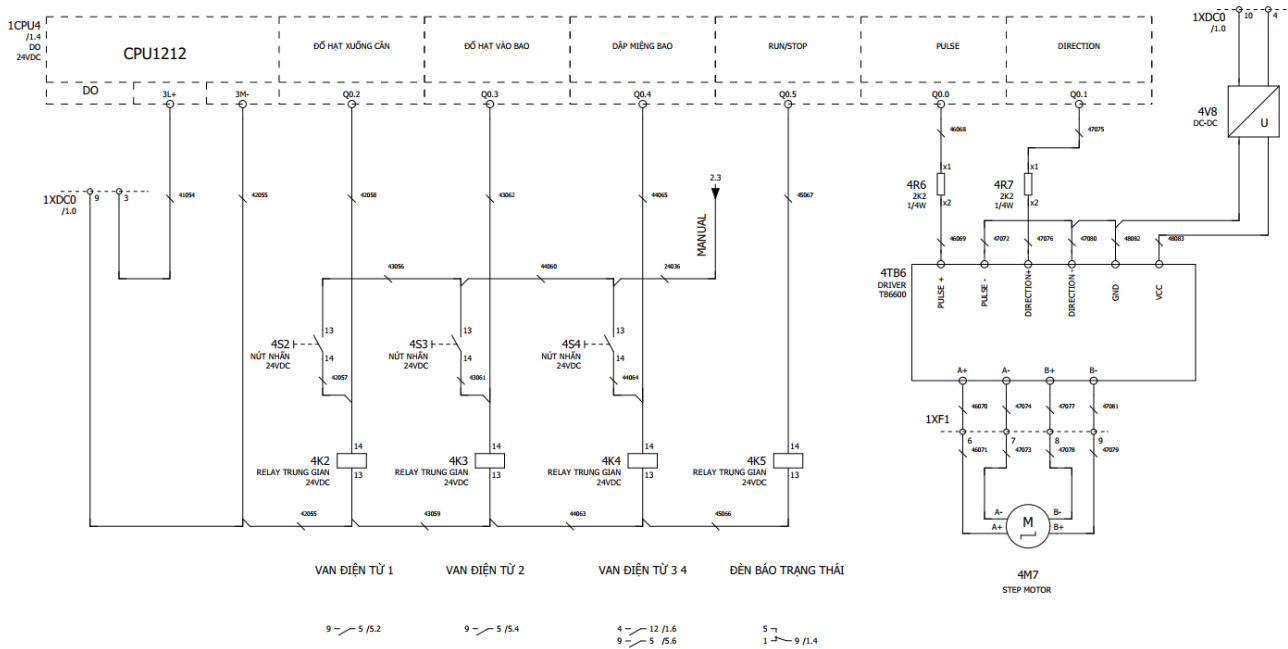 1CPU4
/1.4
DO
24VDC
CPU1212
ĐỔ HẠT XUỐNG CÂN
ĐỔ HẠT VÀO BAO
DẬP MIỆNG BAO
RUN/STOP
PULSE
DIRECTION
1XDC0
/1.0
10
4
DO
3L+
3M-
Q0.2
Q0.3
Q0.4
Q0.5
Q0.0
Q0.1
4V8
DC-DC
U
46068
47075
1XDC0
/1.0
9
3
41054
42055
42058
43062
44065
2.3
MANUAL
45067
4R6
2K2
1/4W
x1
x2
4R7
2K2
1/4W
x1
x2
46069
47072
47076
47080
48082
48083
43056
44060
24036
4TB6
DRIVER
TB6600
PULSE +
PULSE -
DIRECTION+
DIRECTION -
GND
VCC
4S2
NÚT NHẤN
24VDC
13
14
4S3
NÚT NHẤN
24VDC
13
14
4S4
NÚT NHẤN
24VDC
13
14
42057
43061
44064
A+
A-
B+
B-
46070
47074
47077
47081
1XF1
6
7
8
9
46071
47073
47078
47079
4K2
RELAY TRUNG GIAN
24VDC
14
13
4K3
RELAY TRUNG GIAN
24VDC
14
13
4K4
RELAY TRUNG GIAN
24VDC
14
13
4K5
RELAY TRUNG GIAN
24VDC
14
13
42055
43059
44063
45066
A-
A+
M
B-
B+
4M7
STEP MOTOR
VAN ĐIỆN TỪ 1
VAN ĐIỆN TỪ 2
VAN ĐIỆN TỪ 3 4
ĐÈN BÁO TRẠNG THÁI
9 5 /5.2
9 5 /5.4
4 12 /1.6
9 5 /5.6
5
1 9 /1.4